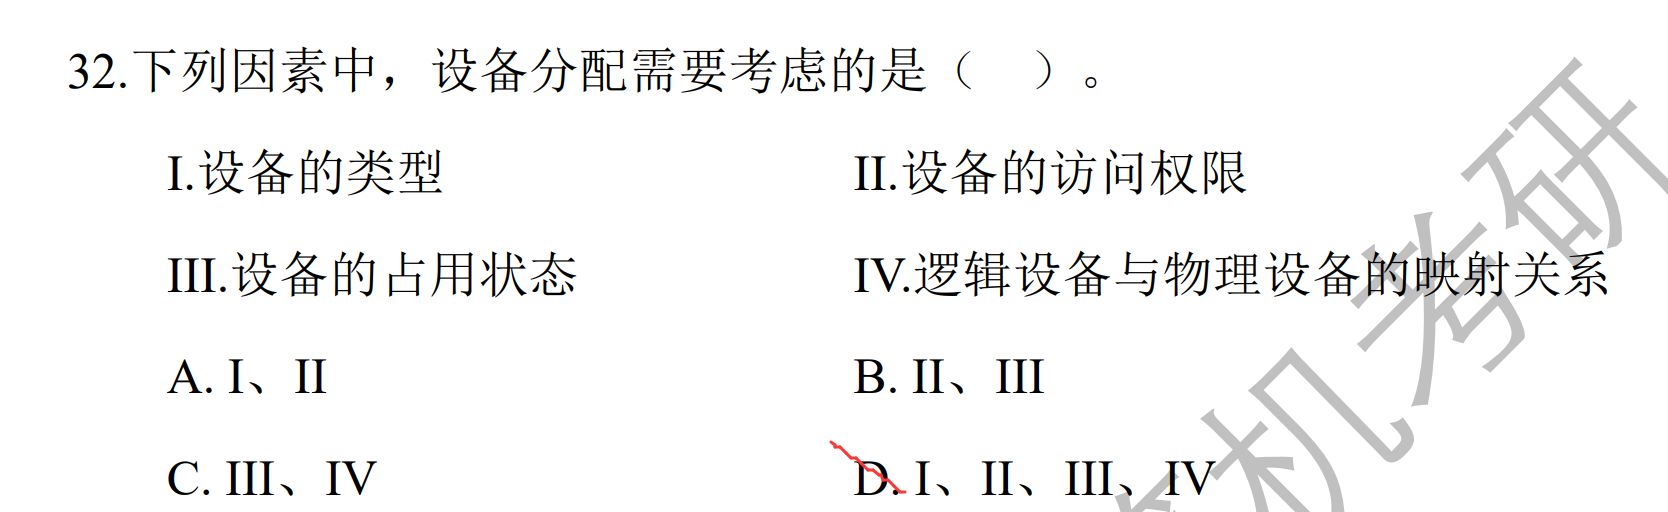 32.下列因素中，设备分配需要考虑的是（　）。
I.设备的类型　II.设备的访问权限
III.设备的占用状态　IV.逻辑设备与物理设备的映射关系
A. I、II　B. II、III
C. III、IV　D. I、II、III、IV
机考研